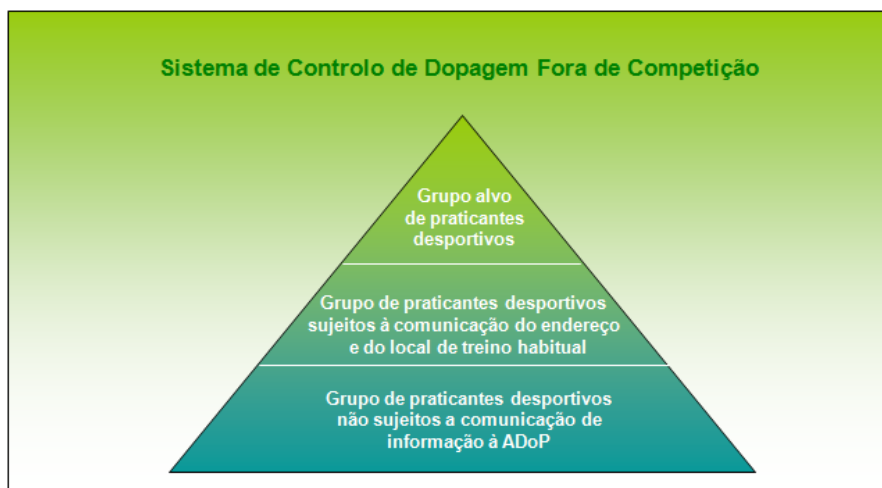 Sistema de Controlo de Dopagem Fora de Competição
Grupo alvo
de praticantes
desportivos
Grupo de praticantes desportivos
sujeitos à comunicação do endereço
e do local de treino habitual
Grupo de praticantes desportivos
não sujeitos a comunicação de
informação à ADoP